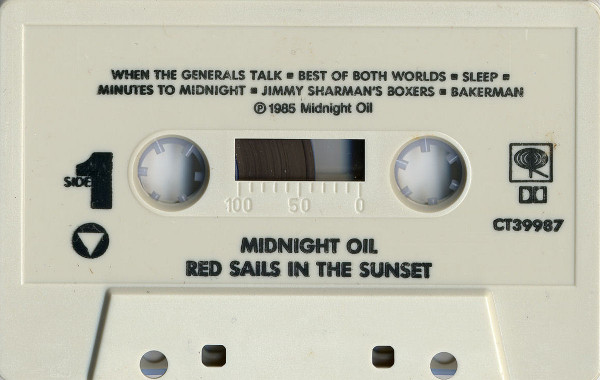 WHEN THE GENERALS TALK ▪ BEST OF BOTH WORLDS ▪ SLEEP ▪
MINUTES TO MIDNIGHT ▪ JIMMY SHARMAN'S BOXERS ▪ BAKERMAN
Ⓟ 1985 Midnight Oil
SIDE 1
100 50 0
CT39987
MIDNIGHT OIL
RED SAILS IN THE SUNSET